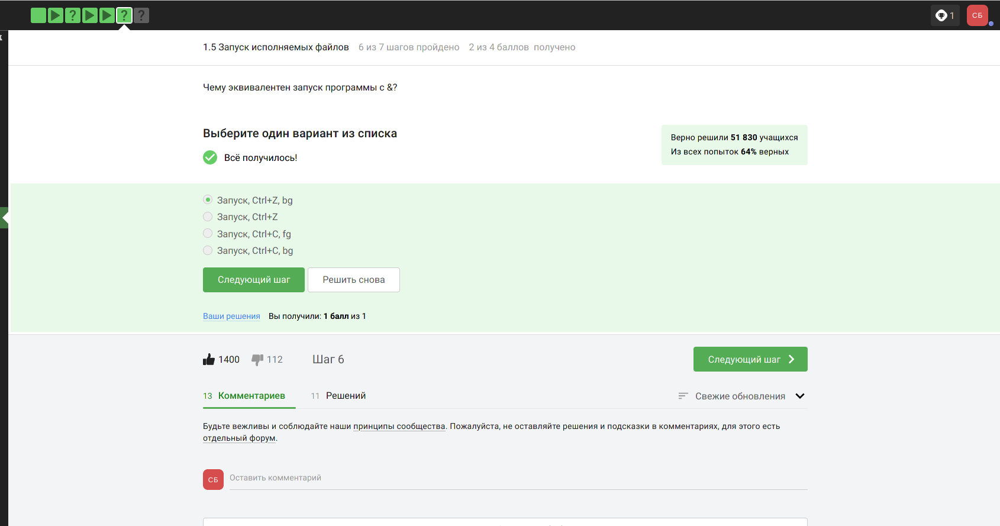 ? ? ?
1
СБ
1.5 Запуск исполняемых файлов 6 из 7 шагов пройдено 2 из 4 баллов получено
Чему эквивалентен запуск программы с &?
Выберите один вариант из списка
Всё получилось!
Верно решили 51 830 учащихся
Из всех попыток 64% верных
Запуск, Ctrl+Z, bg
Запуск, Ctrl+Z
Запуск, Ctrl+C, fg
Запуск, Ctrl+C, bg
Следующий шаг Решить снова
Ваши решения Вы получили: 1 балл из 1
1400 112 Шаг 6 Следующий шаг
13 Комментариев 11 Решений Свежие обновления
Будьте вежливы и соблюдайте наши принципы сообщества. Пожалуйста, не оставляйте решения и подсказки в комментариях, для этого есть
отдельный форум.
СБ Оставить комментарий